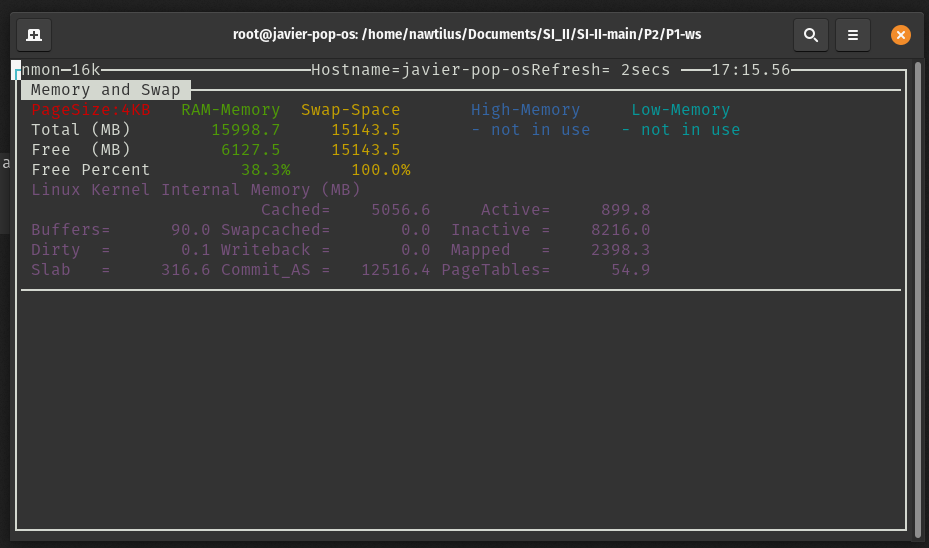 root@javier-pop-os: /home/nawtilus/Documents/SI_II/SI-II-main/P2/P1-ws
nmon─16k Hostname=javier-pop-osRefresh= 2secs 17:15.56
Memory and Swap
PageSize:4KB RAM-Memory Swap-Space High-Memory Low-Memory
Total (MB) 15998.7 15143.5 - not in use - not in use
Free (MB) 6127.5 15143.5
Free Percent 38.3% 100.0%
Linux Kernel Internal Memory (MB)
Cached= 5056.6 Active= 899.8
Buffers= 90.0 Swapcached= 0.0 Inactive = 8216.0
Dirty = 0.1 Writeback = 0.0 Mapped = 2398.3
Slab = 316.6 Commit_AS = 12516.4 PageTables= 54.9
a